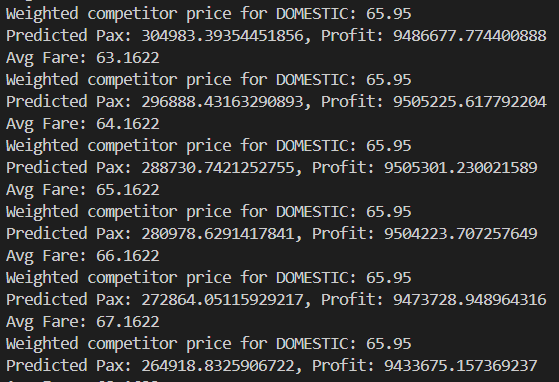 Weighted competitor price for DOMESTIC: 65.95
Predicted Pax: 304983.39354451856, Profit: 9486677.774400888
Avg Fare: 63.1622
Weighted competitor price for DOMESTIC: 65.95
Predicted Pax: 296888.43163290893, Profit: 9505225.617792204
Avg Fare: 64.1622
Weighted competitor price for DOMESTIC: 65.95
Predicted Pax: 288730.7421252755, Profit: 9505301.230021589
Avg Fare: 65.1622
Weighted competitor price for DOMESTIC: 65.95
Predicted Pax: 280978.6291417841, Profit: 9504223.707257649
Avg Fare: 66.1622
Weighted competitor price for DOMESTIC: 65.95
Predicted Pax: 272864.05115929217, Profit: 9473728.948964316
Avg Fare: 67.1622
Weighted competitor price for DOMESTIC: 65.95
Predicted Pax: 264918.8325906722, Profit: 9433675.157369237